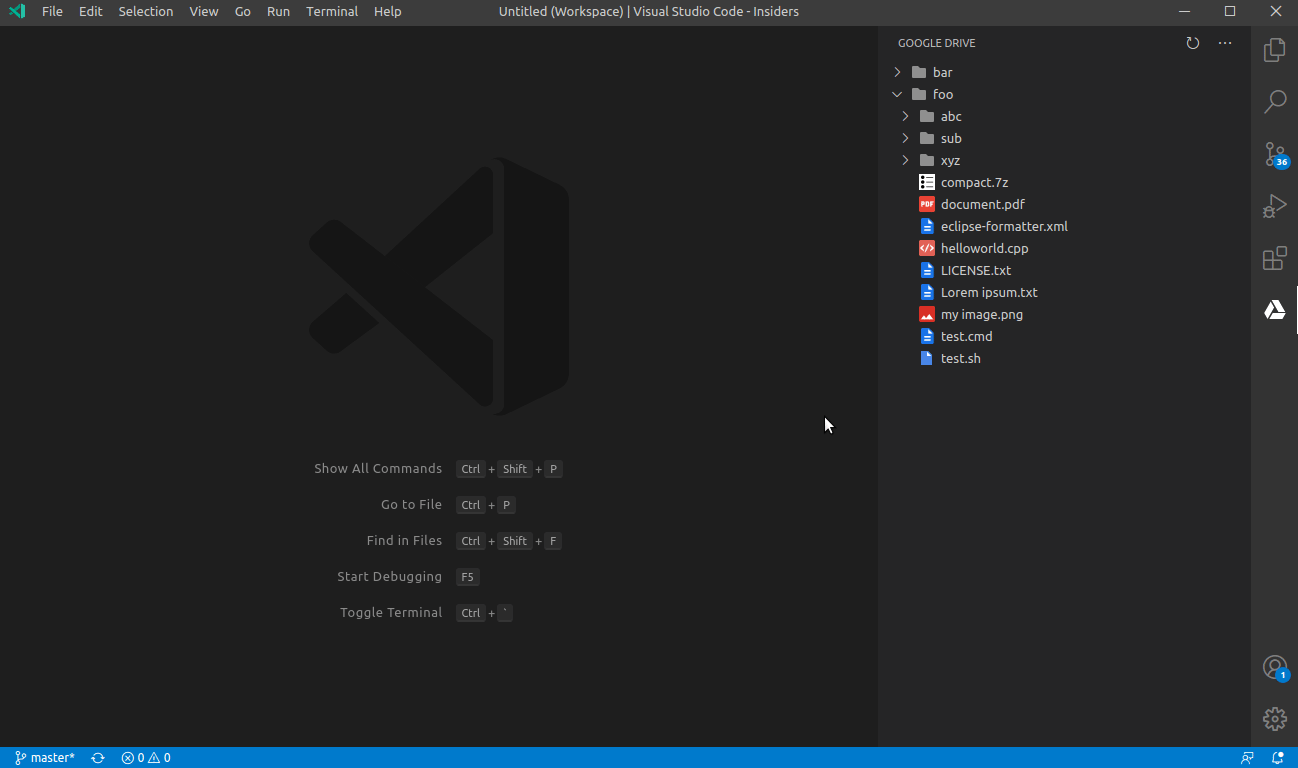 File Edit Selection View Go Run Terminal Help Untitled (Workspace) | Visual Studio Code - Insiders
GOOGLE DRIVE
bar
foo
abc
sub
xyz
compact.7z
PDF document.pdf
eclipse-formatter.xml
helloworld.cpp
LICENSE.txt
Lorem ipsum.txt
my image.png
test.cmd
test.sh
Show All Commands Ctrl + Shift + P
Go to File Ctrl + P
Find in Files Ctrl + Shift + F
Start Debugging F5
Toggle Terminal Ctrl + `
36
1
master* 0 0